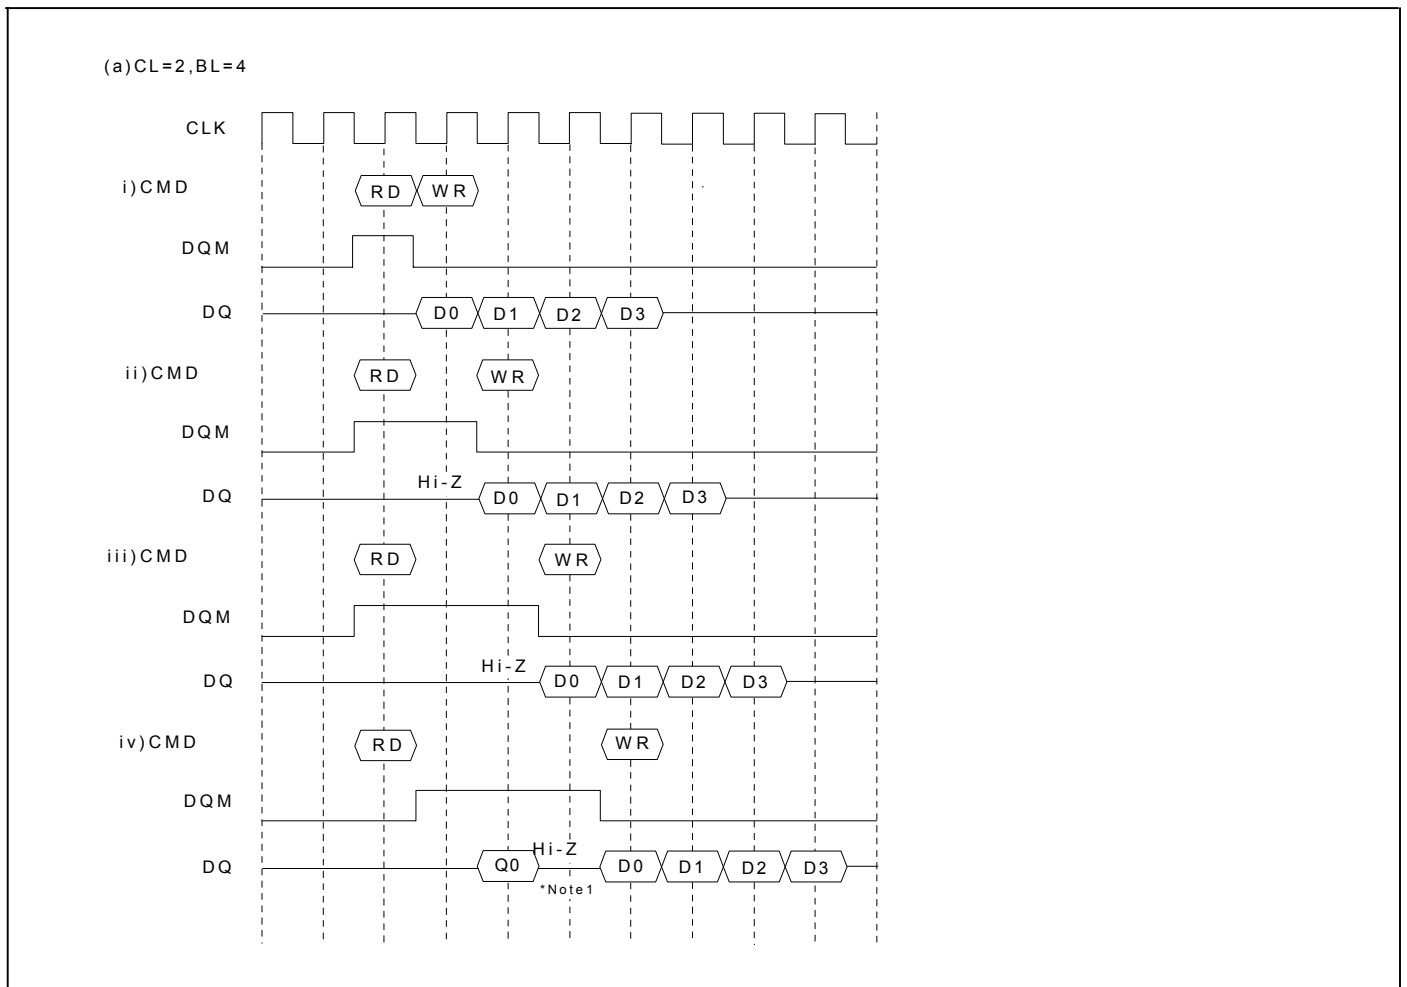 (a)CL=2,BL=4
CLK
i)CMD RD WR
DQM
DQ D0 D1 D2 D3
ii)CMD RD WR
DQM
Hi-Z
DQ D0 D1 D2 D3
iii)CMD RD WR
DQM
Hi-Z
DQ D0 D1 D2 D3
iv)CMD RD WR
DQM
Hi-Z
DQ Q0 D0 D1 D2 D3
*Note1